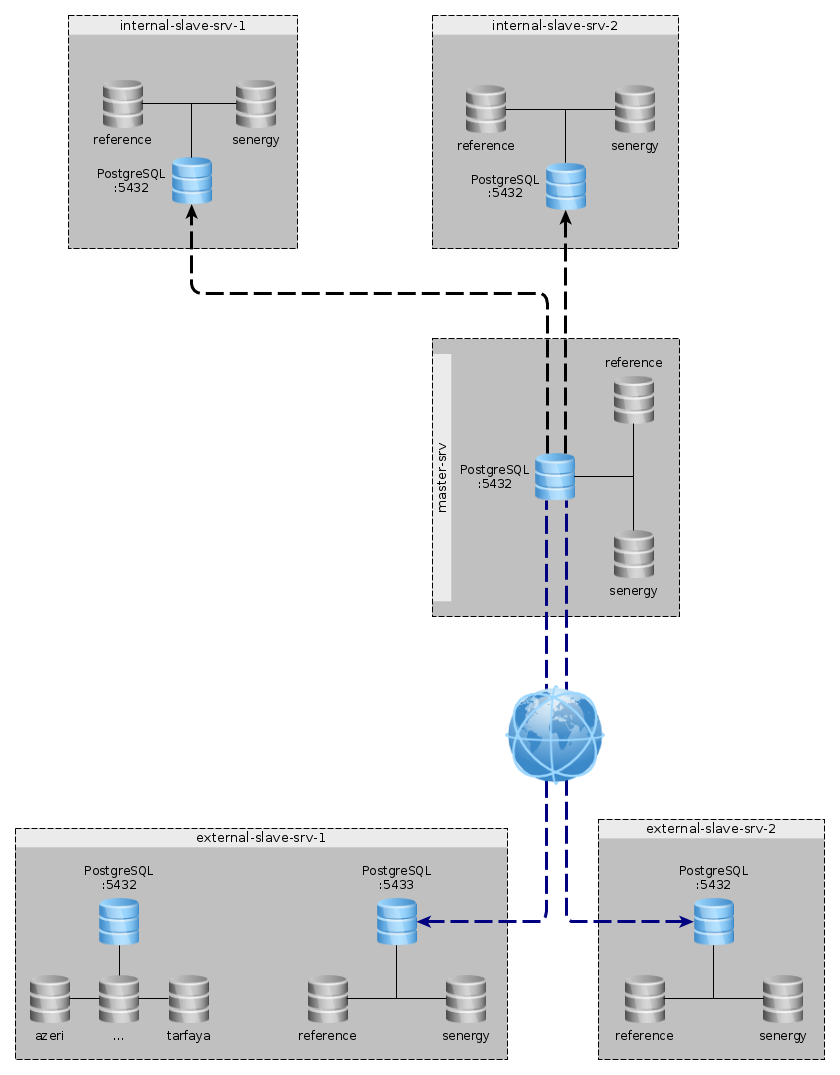 internal-slave-srv-1
reference
senergy
PostgreSQL
:5432
internal-slave-srv-2
reference
senergy
PostgreSQL
:5432
master-srv
reference
PostgreSQL
:5432
senergy
external-slave-srv-1
PostgreSQL
:5432
PostgreSQL
:5433
azeri
...
tarfaya
reference
senergy
external-slave-srv-2
PostgreSQL
:5432
reference
senergy